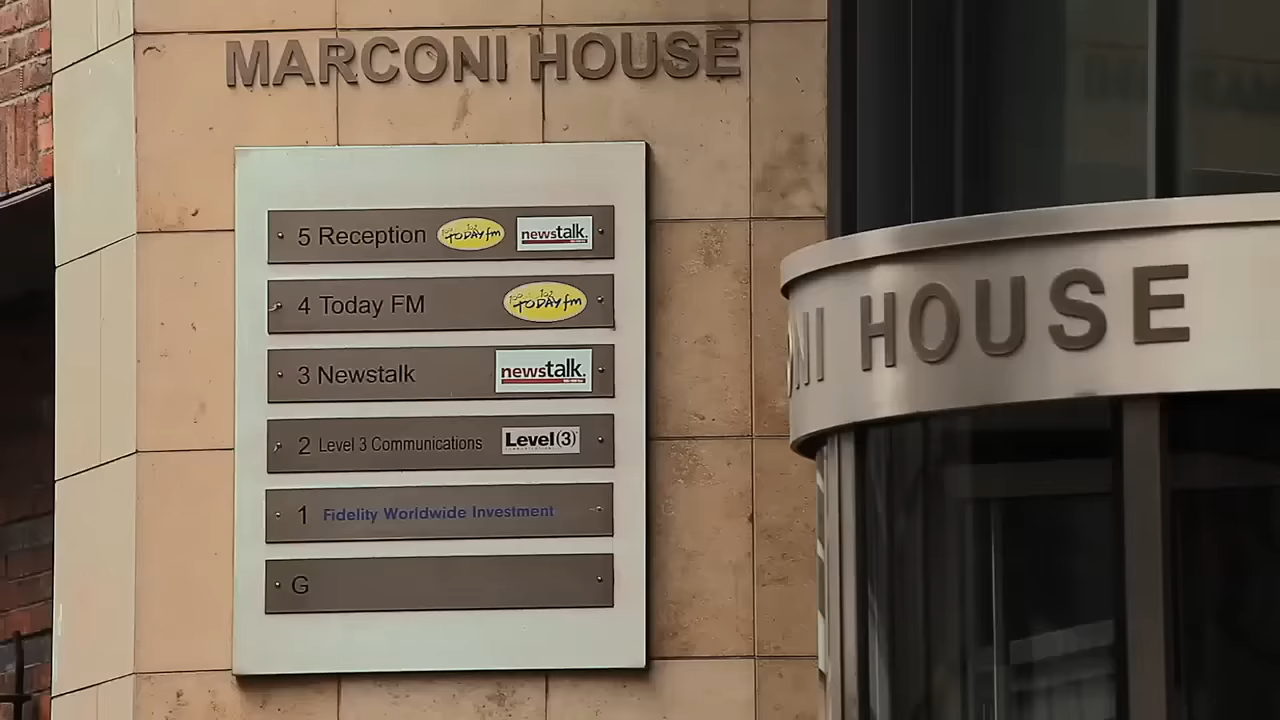 MARCONI HOUSE
5 Reception TODAY fm newstalk.
4 Today FM TODAY fm
3 Newstalk newstalk.
2 Level 3 Communications Level(3)
1 Fidelity Worldwide Investment
G
NI HOUSE